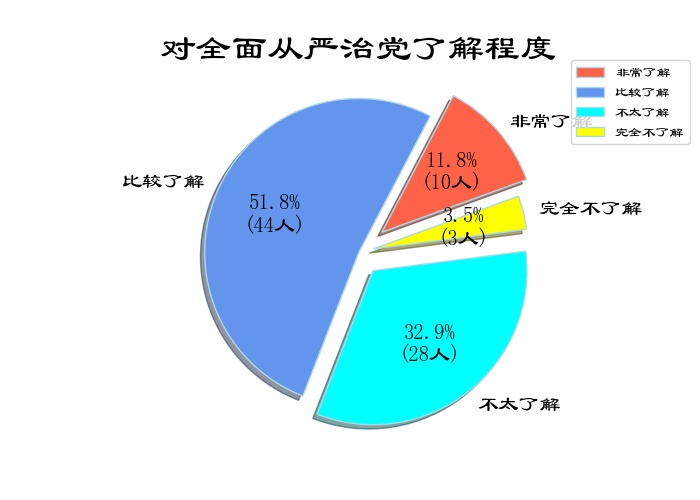 对全面从严治党了解程度
非常了解
比较了解
不太了解
完全不了解
非常了解
11.8%
(10人)
比较了解
51.8%
(44人)
3.5%
(3人)
完全不了解
32.9%
(28人)
不太了解